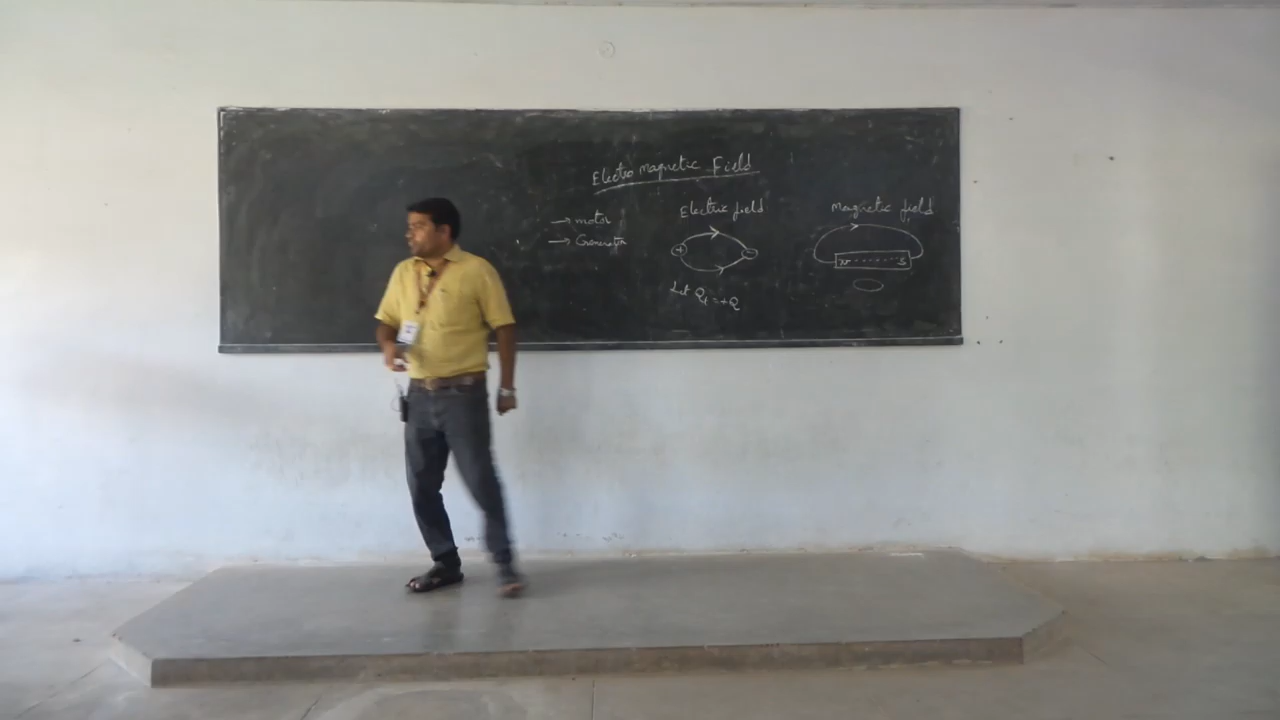 Electro magnetic Field
→ motor
→ Generator
Electric field
+ -
Let Q₁ = +Q
Magnetic field
N S